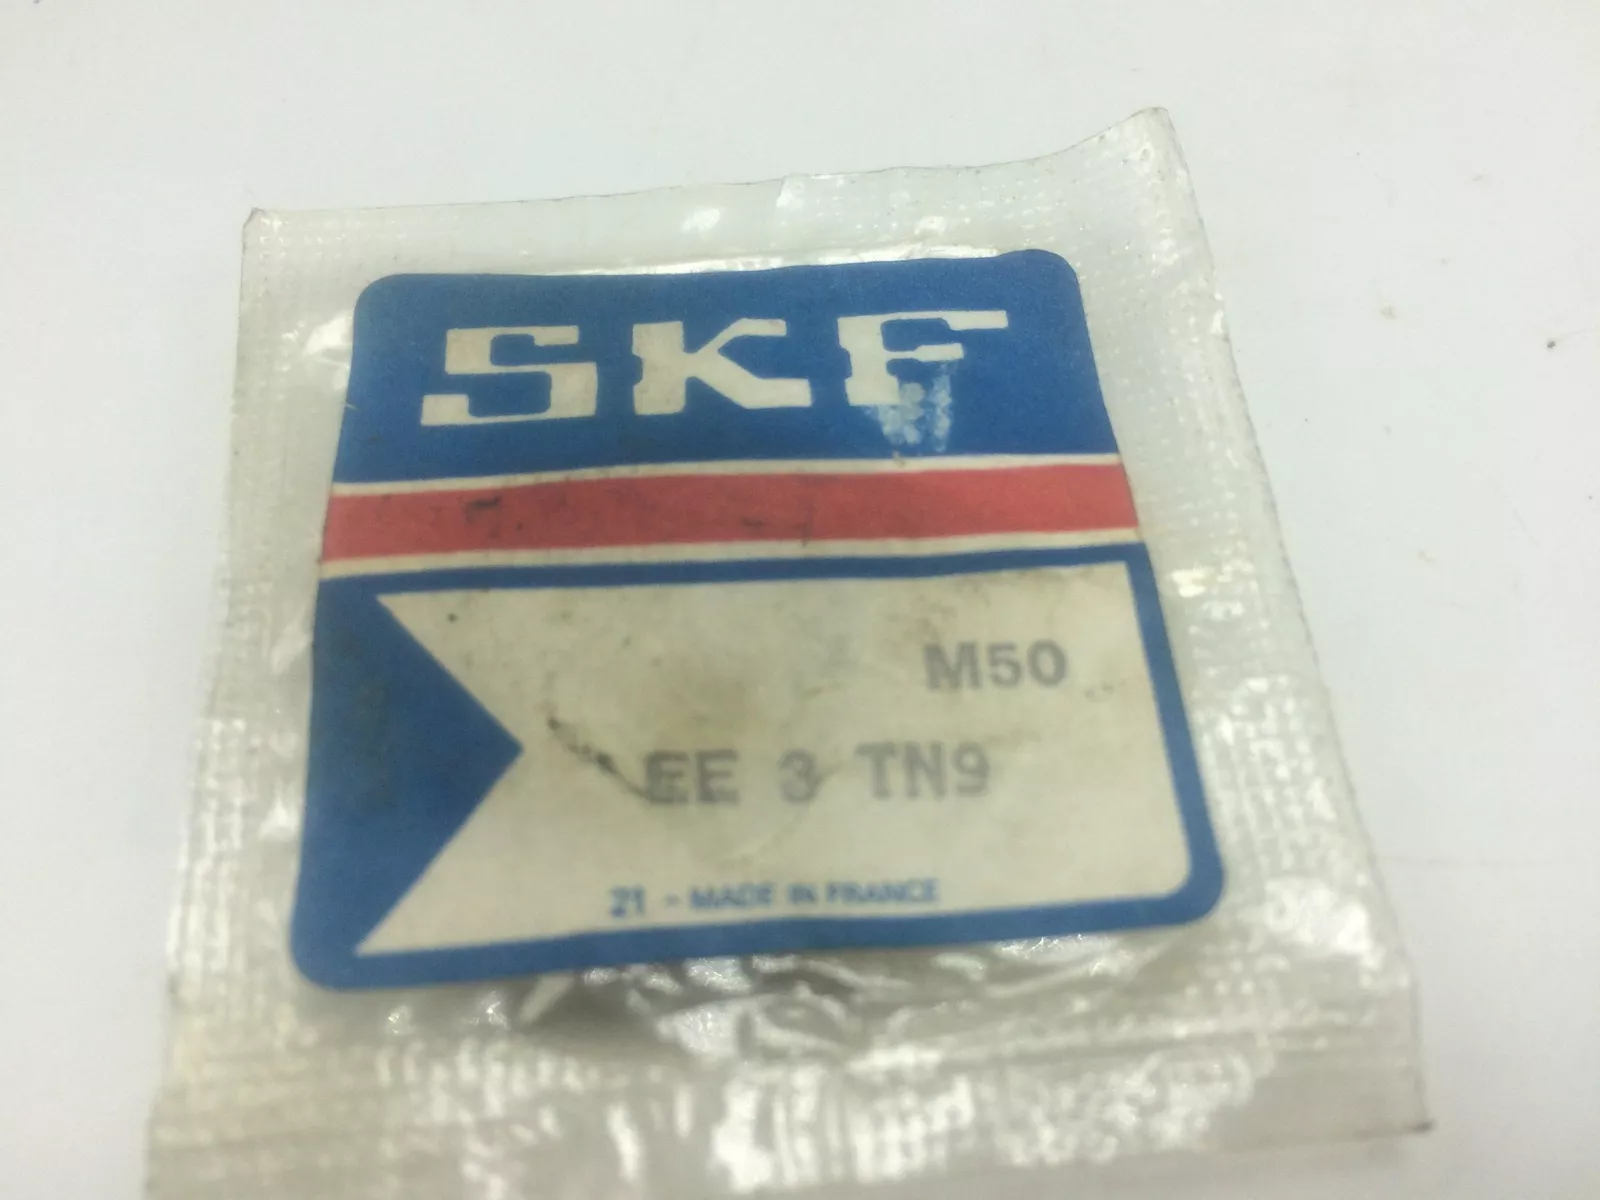 SKF
M50
EE 3 TN9
21 - MADE IN FRANCE